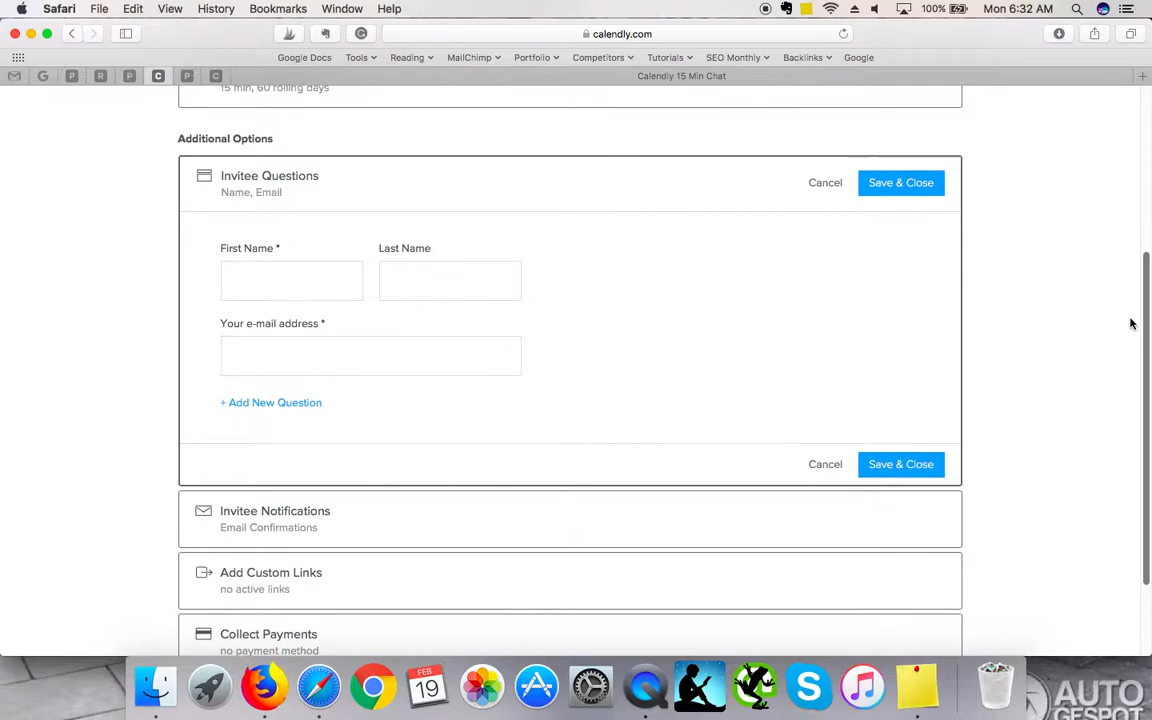 Safari File Edit View History Bookmarks Window Help 100% Mon 6:32 AM
calendly.com
Google Docs Tools Reading MailChimp Portfolio Competitors Tutorials SEO Monthly Backlinks Google
G P R P C P C Calendly 15 Min Chat
15 min, 60 rolling days
Additional Options
Invitee Questions
Name, Email
Cancel Save & Close
First Name * Last Name
Your e-mail address *
+ Add New Question
Cancel Save & Close
Invitee Notifications
Email Confirmations
Add Custom Links
no active links
Collect Payments
no payment method
FEB
19
AUTO
GESPOT